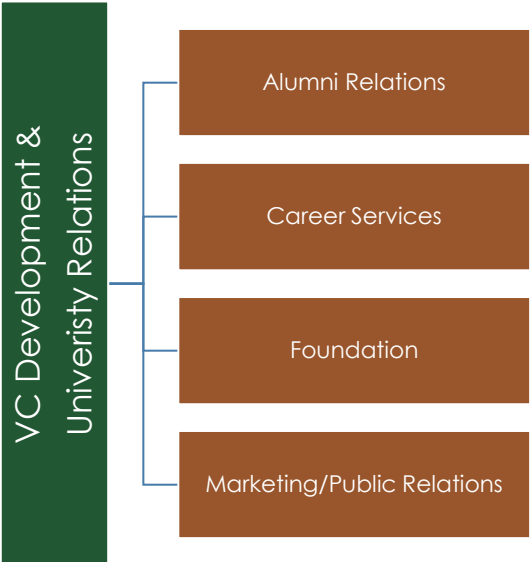 VC Development &
Univeristy Relations
Alumni Relations
Career Services
Foundation
Marketing/Public Relations